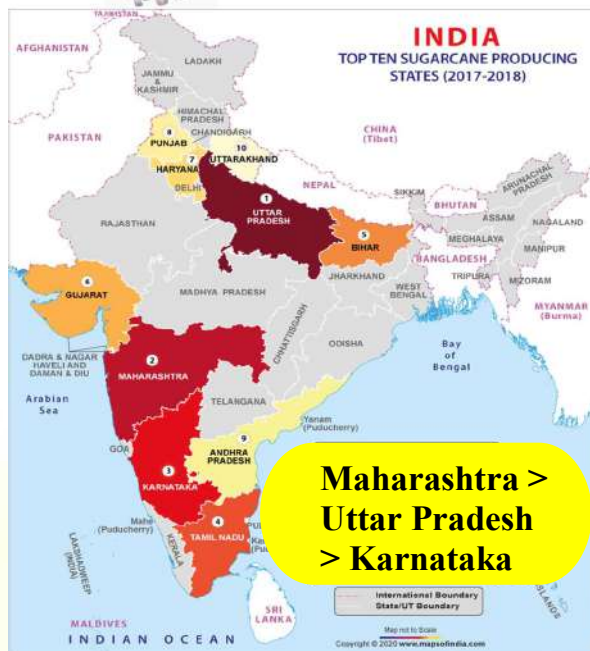 TAJIKISTAN
AFGHANISTAN
INDIA
TOP TEN SUGARCANE PRODUCING
STATES (2017-2018)
LADAKH
JAMMU
&
KASHMIR
HIMACHAL
PRADESH
PAKISTAN
CHINA
(Tibet)
8
PUNJAB
CHANDIGARH
10
UTTARAKHAND
7
HARYANA
DELHI
NEPAL
1
UTTAR
PRADESH
SIKKIM
BHUTAN
ARUNACHAL
PRADESH
ASSAM
NAGALAND
RAJASTHAN
5
BIHAR
MEGHALAYA
MANIPUR
BANGLADESH
TRIPURA
MIZORAM
JHARKHAND
WEST
BENGAL
MYANMAR
(Burma)
6
GUJARAT
MADHYA PRADESH
CHHATTISGARH
ODISHA
DADRA & NAGAR
HAVELI AND
DAMAN & DIU
2
MAHARASHTRA
Bay
of
Bengal
Arabian
Sea
TELANGANA
Yanam
(Puducherry)
GOA
9
ANDHRA
PRADESH
3
KARNATAKA
Maharashtra >
Uttar Pradesh
> Karnataka
Mahe
(Puducherry)
4
TAMIL NADU
KERALA
LAKSHADWEEP
(INDIA)
International Boundary
State/UT Boundary
SRI
LANKA
MALDIVES
INDIAN OCEAN
Map not to Scale
Copyright © 2020 www.mapsofindia.com